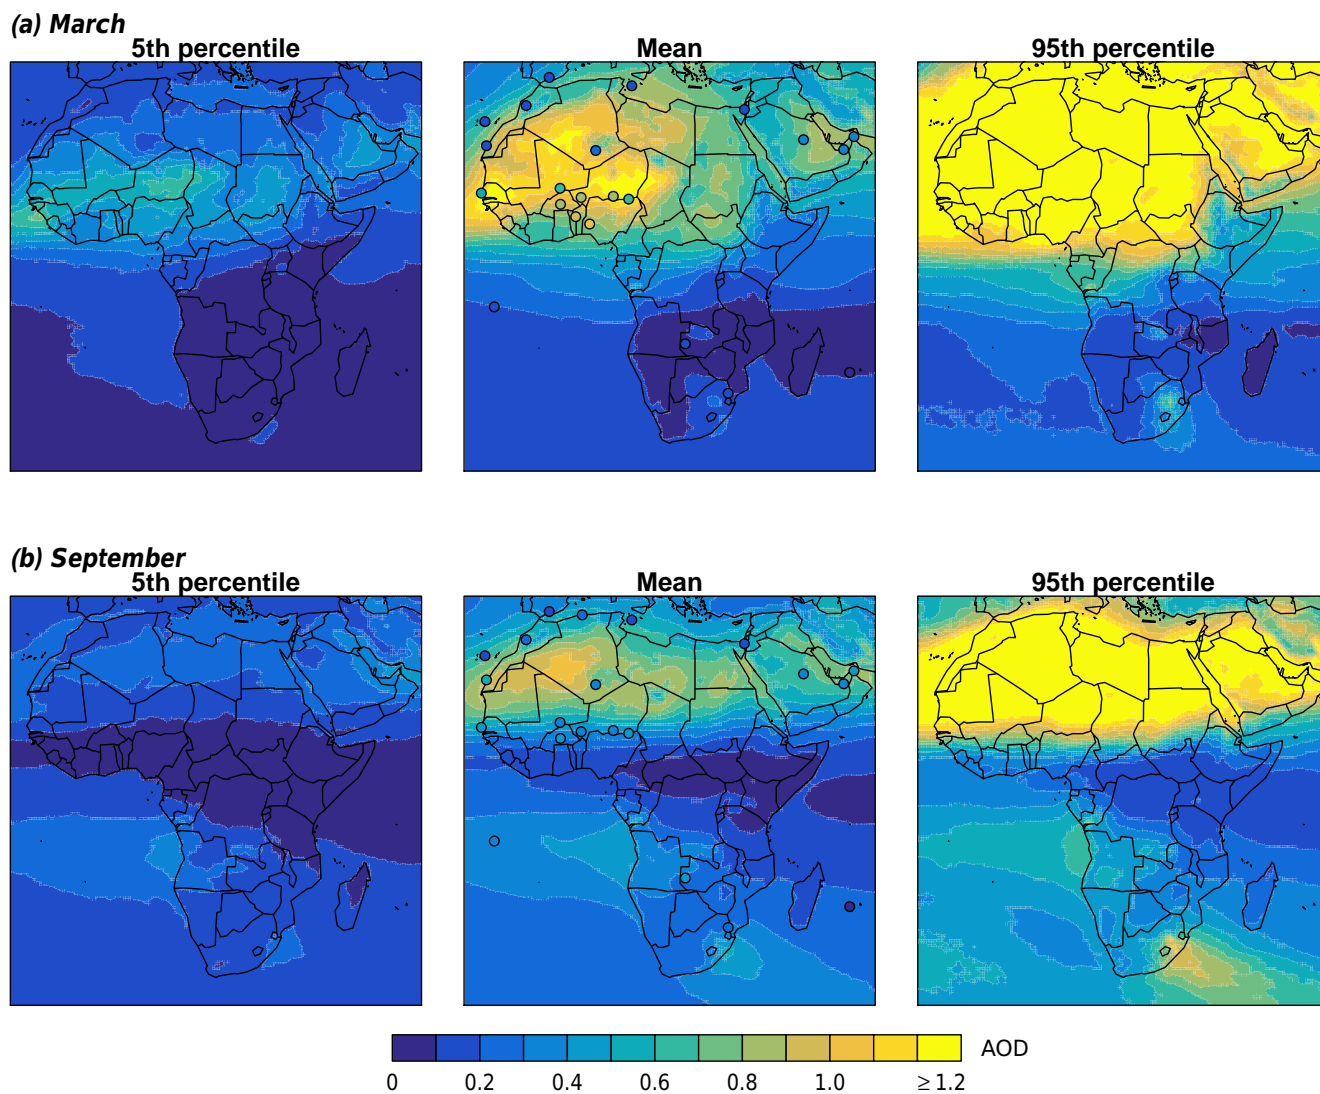 (a) March
5th percentile
Mean
95th percentile
(b) September
5th percentile
Mean
95th percentile
AOD
0 0.2 0.4 0.6 0.8 1.0 ≥ 1.2